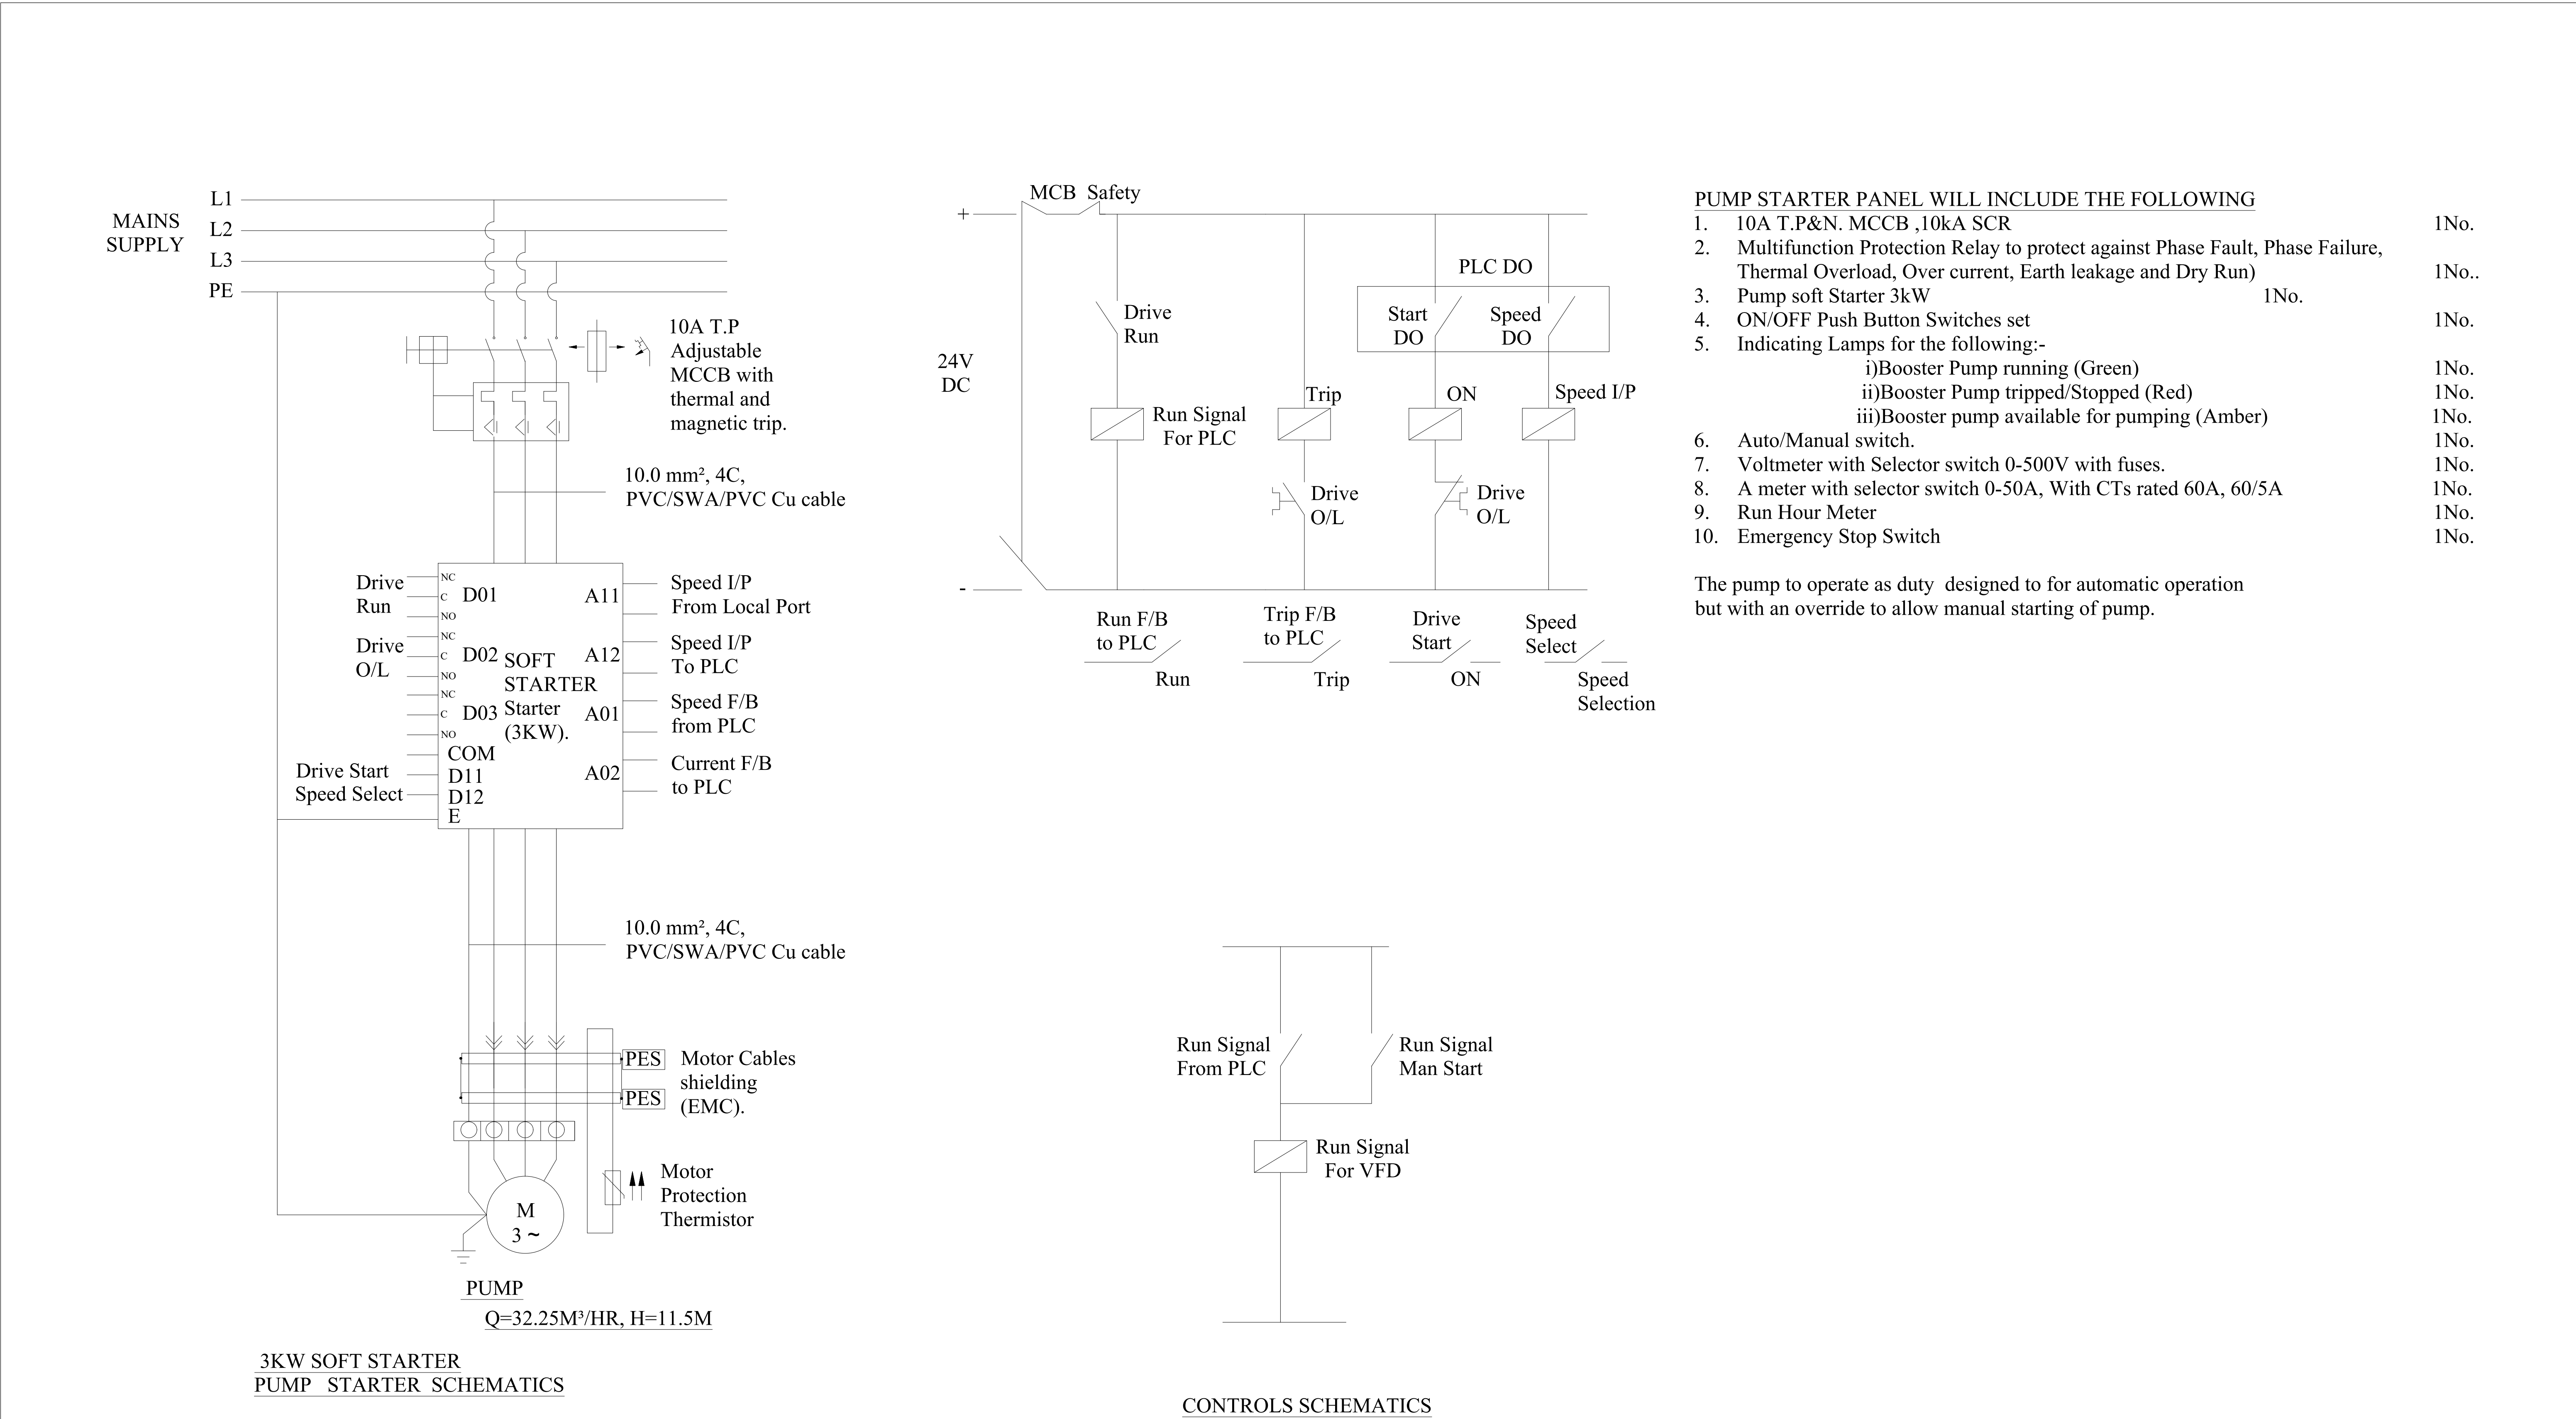 MAINS
SUPPLY
L1
L2
L3
PE
10A T.P
Adjustable
MCCB with
thermal and
magnetic trip.
10.0 mm², 4C,
PVC/SWA/PVC Cu cable
Drive
Run
NC
C
NO
D01
A11
Speed I/P
From Local Port
Drive
O/L
NC
C
NO
D02
SOFT
STARTER
Starter
(3KW).
A12
Speed I/P
To PLC
NC
C
NO
D03
A01
Speed F/B
from PLC
COM
Drive Start
D11
Speed Select
D12
E
A02
Current F/B
to PLC
10.0 mm², 4C,
PVC/SWA/PVC Cu cable
PES
PES
Motor Cables
shielding
(EMC).
Motor
Protection
Thermistor
M
3 ~
PUMP
Q=32.25M³/HR, H=11.5M
3KW SOFT STARTER
PUMP STARTER SCHEMATICS
MCB Safety
+
24V
DC
-
Drive
Run
PLC DO
Start
DO
Speed
DO
Run Signal
For PLC
Trip
ON
Speed I/P
Drive
O/L
Drive
O/L
Run F/B
to PLC
Run
Trip F/B
to PLC
Trip
Drive
Start
ON
Speed
Select
Speed
Selection
Run Signal
From PLC
Run Signal
Man Start
Run Signal
For VFD
CONTROLS SCHEMATICS
PUMP STARTER PANEL WILL INCLUDE THE FOLLOWING
1. 10A T.P&N. MCCB ,10kA SCR 1No.
2. Multifunction Protection Relay to protect against Phase Fault, Phase Failure,
Thermal Overload, Over current, Earth leakage and Dry Run) 1No..
3. Pump soft Starter 3kW 1No.
4. ON/OFF Push Button Switches set 1No.
5. Indicating Lamps for the following:-
i)Booster Pump running (Green) 1No.
ii)Booster Pump tripped/Stopped (Red) 1No.
iii)Booster pump available for pumping (Amber) 1No.
6. Auto/Manual switch. 1No.
7. Voltmeter with Selector switch 0-500V with fuses. 1No.
8. A meter with selector switch 0-50A, With CTs rated 60A, 60/5A 1No.
9. Run Hour Meter 1No.
10. Emergency Stop Switch 1No.
The pump to operate as duty designed to for automatic operation
but with an override to allow manual starting of pump.